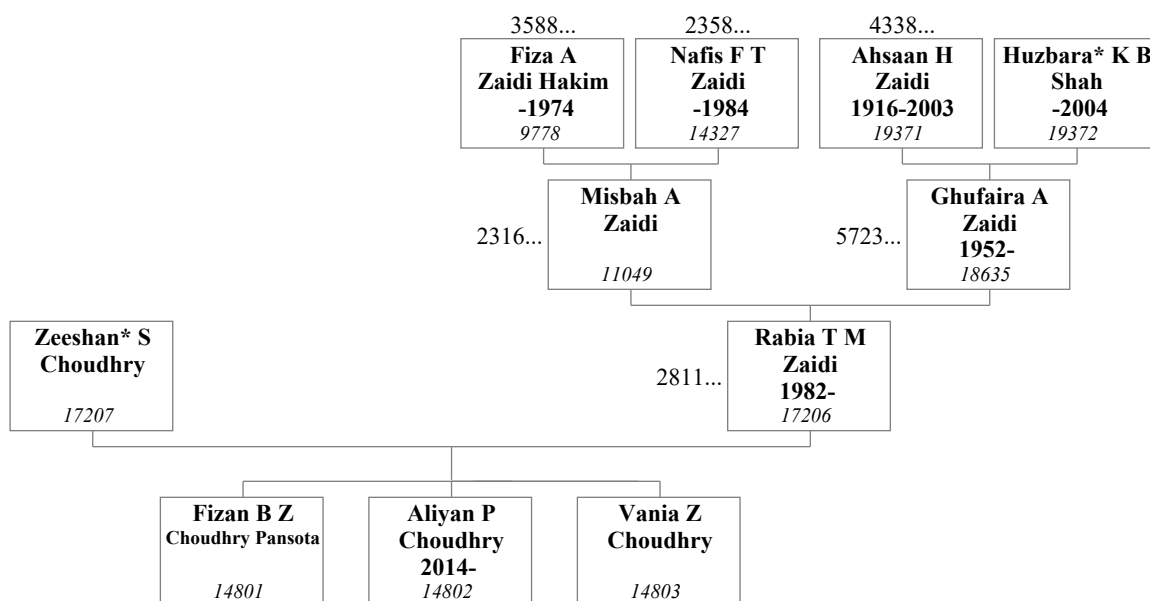 3588...
2358...
4338...
Fiza A
Zaidi Hakim
-1974
9778
Nafis F T
Zaidi
-1984
14327
Ahsaan H
Zaidi
1916-2003
19371
Huzbara* K B
Shah
-2004
19372
2316...
Misbah A
Zaidi
11049
5723...
Ghufaira A
Zaidi
1952-
18635
Zeeshan* S
Choudhry
17207
2811...
Rabia T M
Zaidi
1982-
17206
Fizan B Z
Choudhry Pansota
14801
Aliyan P
Choudhry
2014-
14802
Vania Z
Choudhry
14803